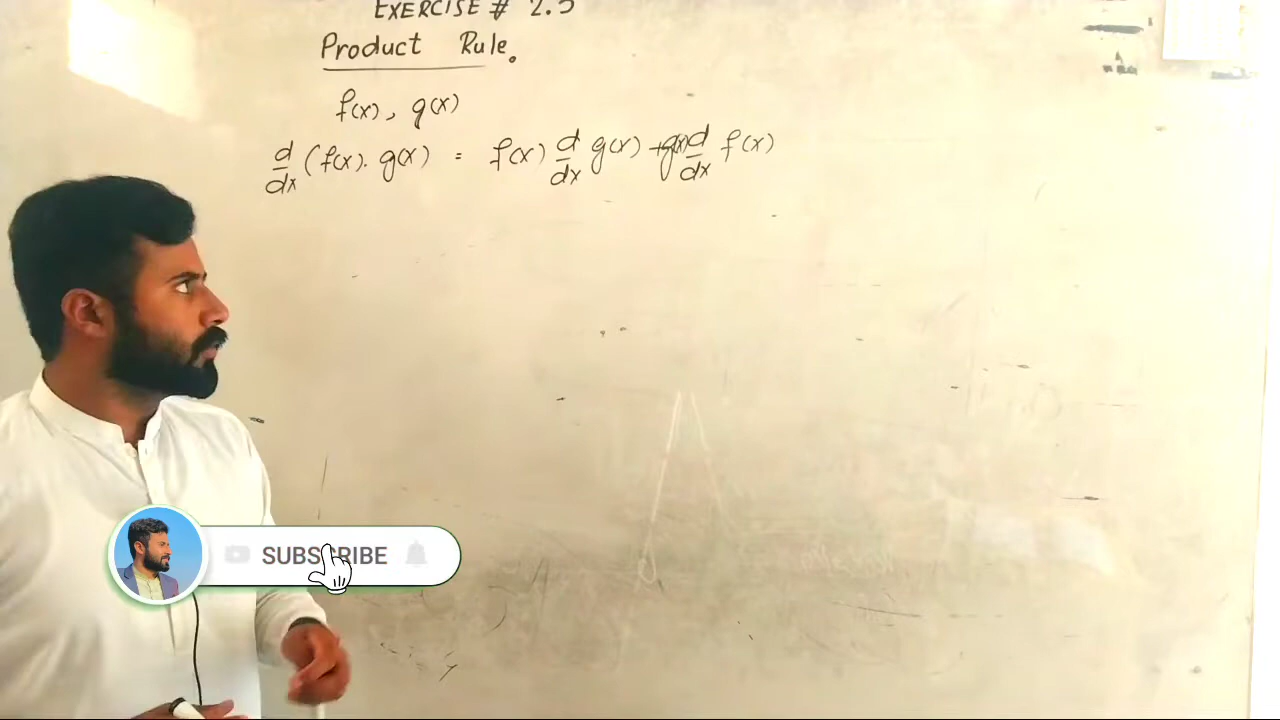 EXERCISE # 2.5
Product Rule.
f(x), g(x)
d/dx (f(x). g(x)) = f(x) d/dx g(x) + g(x) d/dx f(x)
SUBSCRIBE